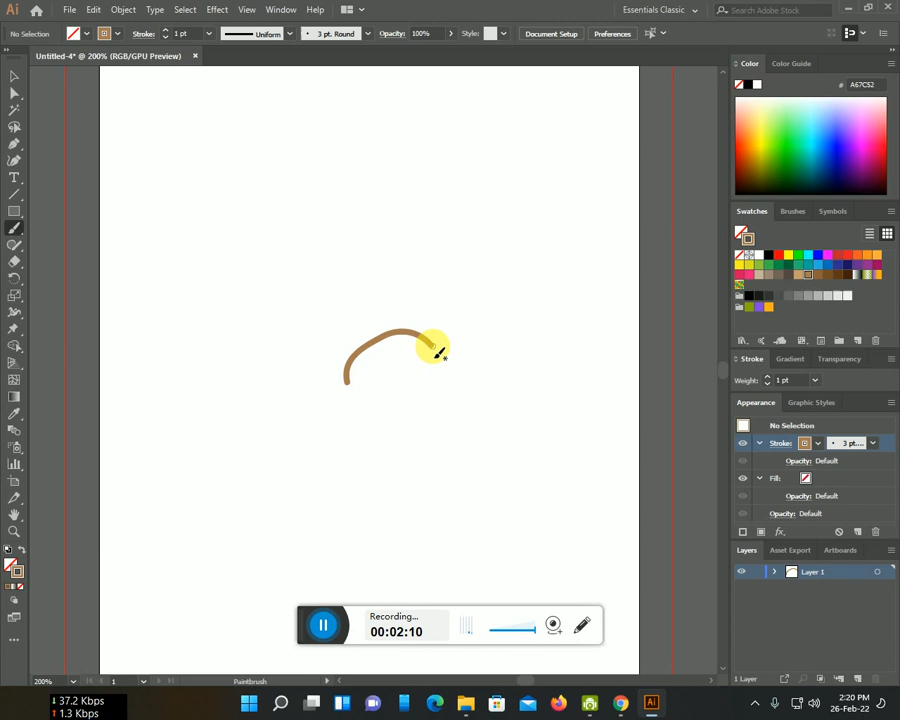 Ai File Edit Object Type Select Effect View Window Help Essentials Classic Search Adobe Stock
No Selection Stroke: 1 pt Uniform 3 pt. Round Opacity: 100% Style: Document Setup Preferences
Untitled-4* @ 200% (RGB/GPU Preview) ×
Color Color Guide
# A67C52
Swatches Brushes Symbols
Stroke Gradient Transparency
Weight: 1 pt
Appearance Graphic Styles
No Selection
Stroke: 3 pt....
Opacity: Default
Fill:
Opacity: Default
Opacity: Default
fx
Layers Asset Export Artboards
Layer 1
Recording...
00:02:10
200% 1 Paintbrush 1 Layer
37.2 Kbps
1.3 Kbps
Ai
2:20 PM
26-Feb-22